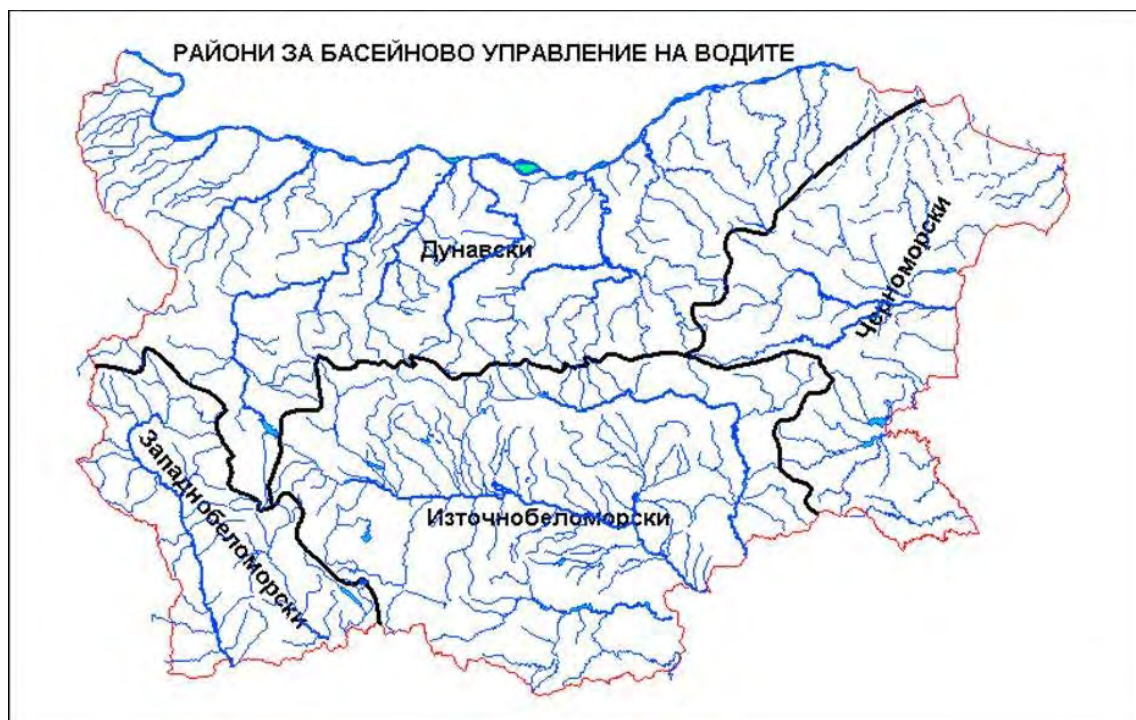 РАЙОНИ ЗА БАСЕЙНОВО УПРАВЛЕНИЕ НА ВОДИТЕ
Дунавски
Черноморски
Западнобеломорски
Източнобеломорски